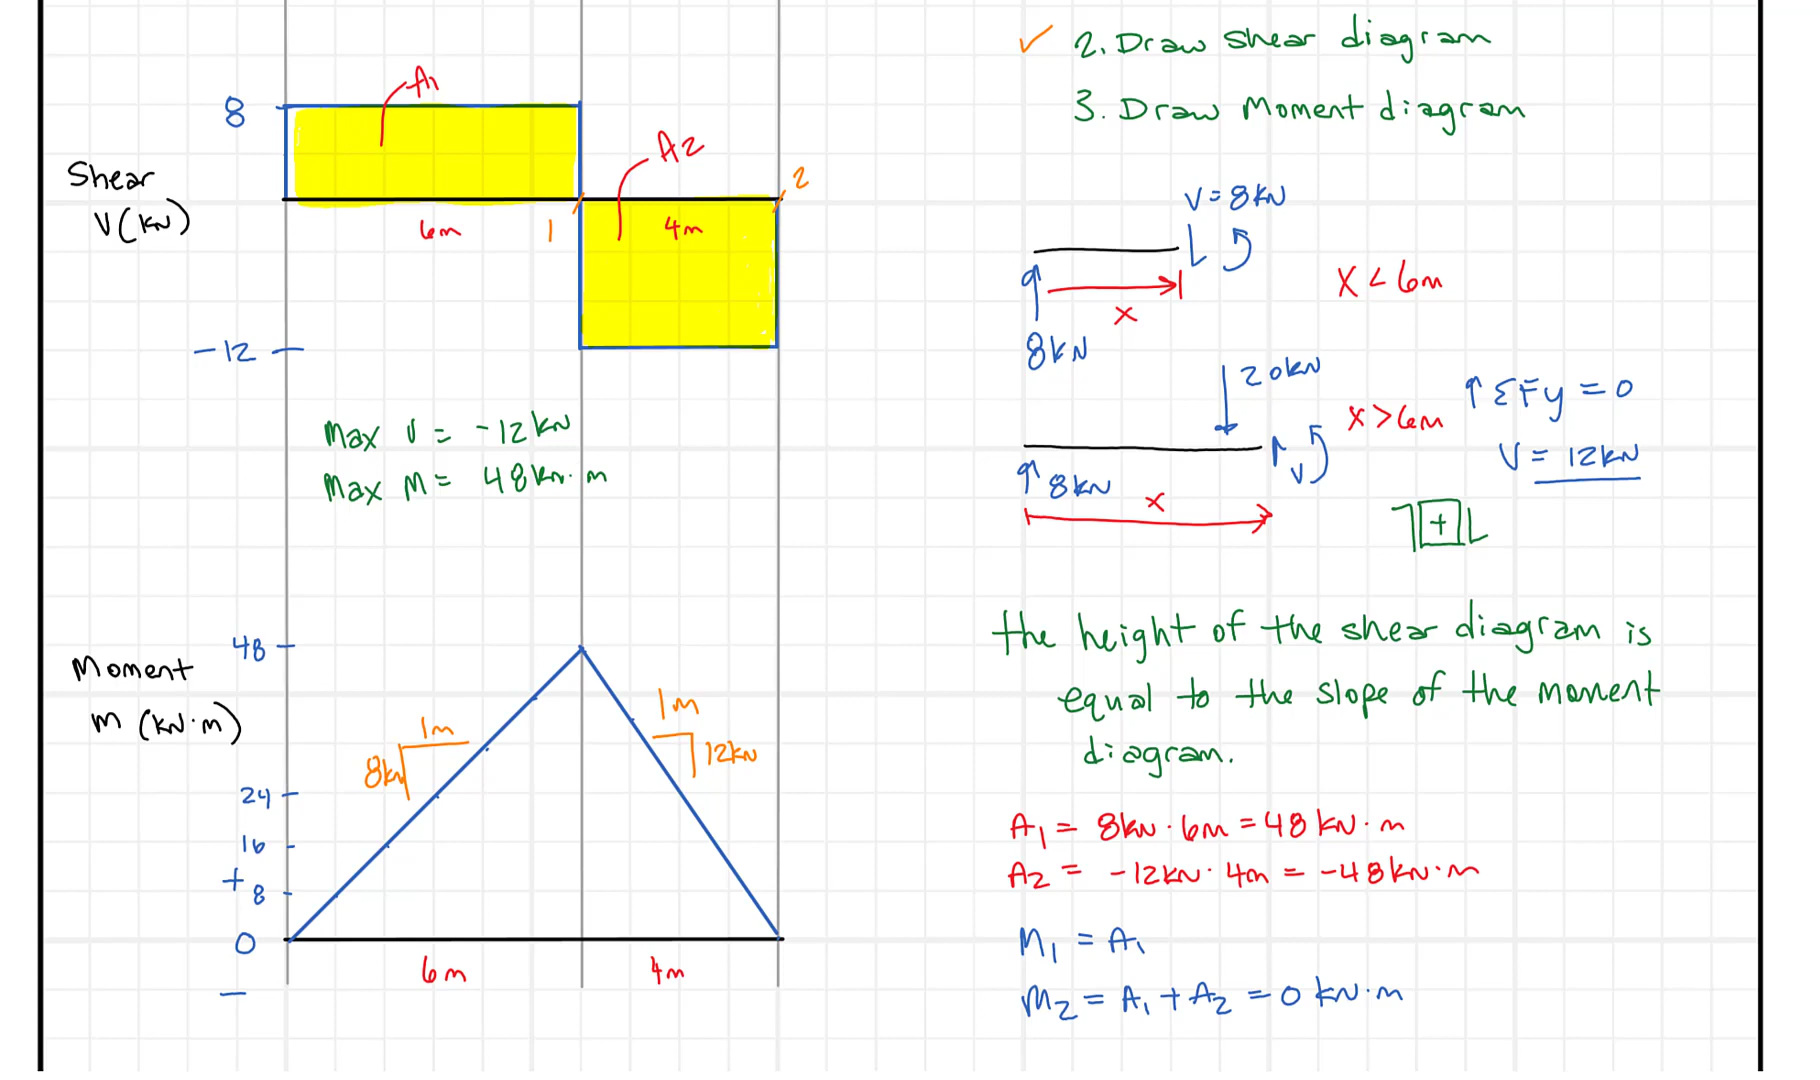 ✓ 2. Draw shear diagram
3. Draw Moment diagram
A1
8
A2
Shear
V(kN)
2
6m
1
4m
-12
V = 8kN
x < 6m
x
8kN
20kN
↑ΣFy = 0
x > 6m
V = 12kN
V
8kN
x
+
Max V = -12kN
Max M = 48kN·m
the height of the shear diagram is
equal to the slope of the moment
diagram.
48
Moment
M (kN·m)
1m
8kN
1m
12kN
24
16
+
8
0
-
6m
4m
A1 = 8kN·6m = 48kN·m
A2 = -12kN·4m = -48kN·m
M1 = A1
M2 = A1 + A2 = 0 kN·m